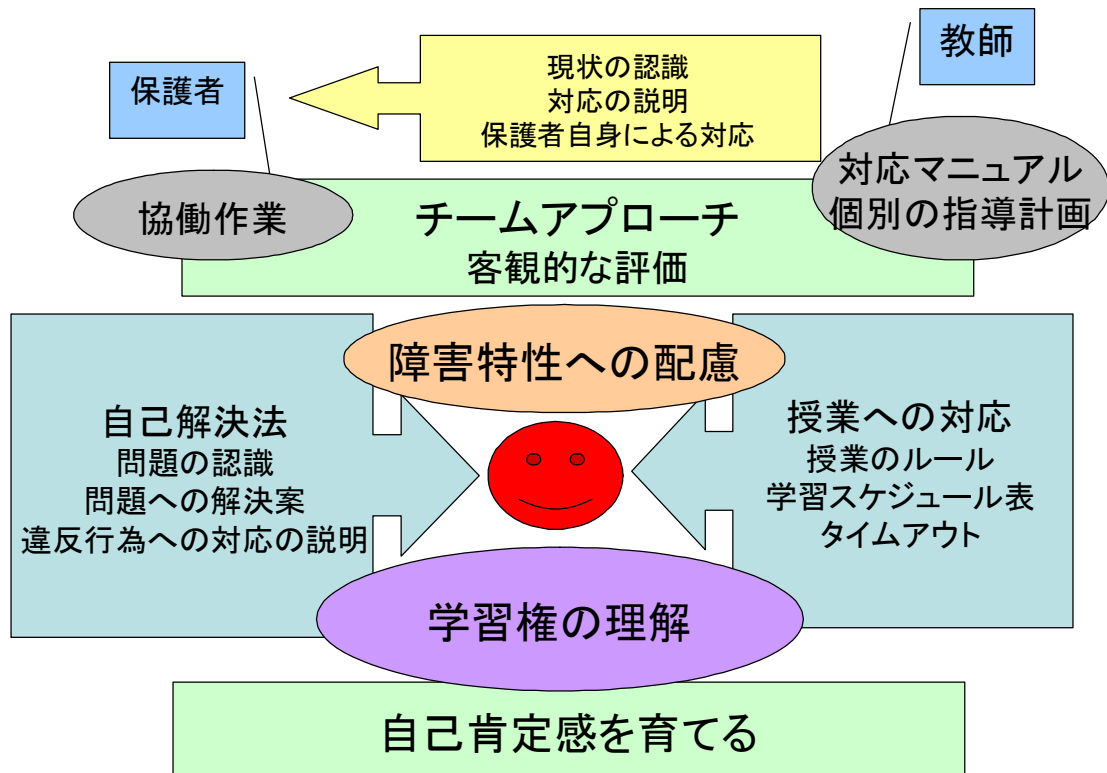 教師
保護者
現状の認識
対応の説明
保護者自身による対応
対応マニュアル
個別の指導計画
協働作業
チームアプローチ
客観的な評価
障害特性への配慮
自己解決法
問題の認識
問題への解決案
違反行為への対応の説明
授業への対応
授業のルール
学習スケジュール表
タイムアウト
学習権の理解
自己肯定感を育てる